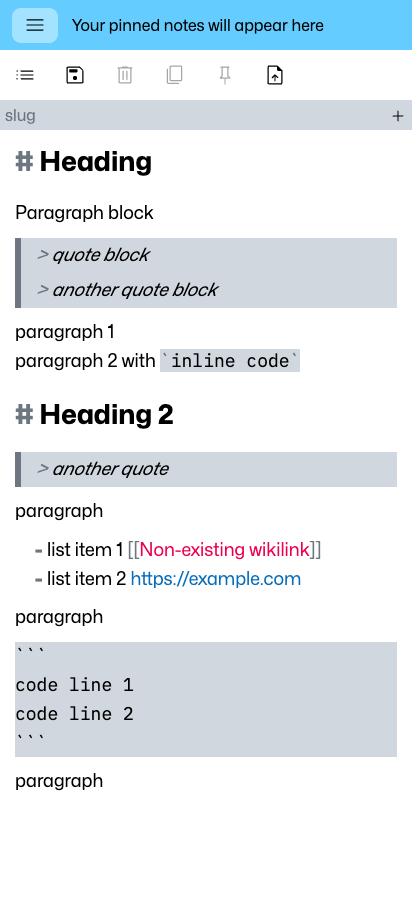 Your pinned notes will appear here
slug
# Heading
Paragraph block
> quote block
> another quote block
paragraph 1
paragraph 2 with `inline code`
# Heading 2
> another quote
paragraph
- list item 1 [[Non-existing wikilink]]
- list item 2 https://example.com
paragraph
```
code line 1
code line 2
```
paragraph